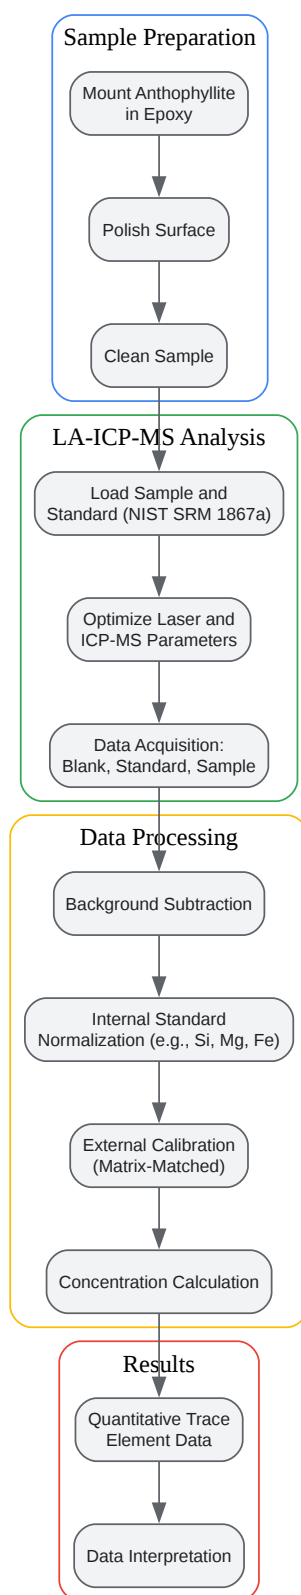 Sample Preparation
Mount Anthophyllite
in Epoxy
Polish Surface
Clean Sample
LA-ICP-MS Analysis
Load Sample and
Standard (NIST SRM 1867a)
Optimize Laser and
ICP-MS Parameters
Data Acquisition:
Blank, Standard, Sample
Data Processing
Background Subtraction
Internal Standard
Normalization (e.g., Si, Mg, Fe)
External Calibration
(Matrix-Matched)
Concentration Calculation
Results
Quantitative Trace
Element Data
Data Interpretation